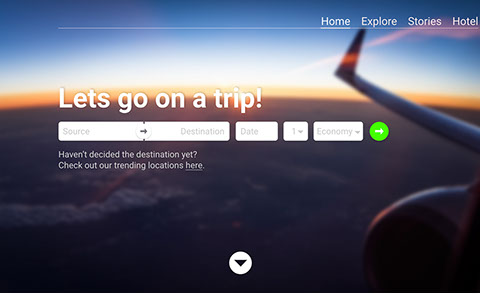 Home Explore Stories Hotel
Lets go on a trip!
Source Destination Date 1 Economy
Haven't decided the destination yet?
Check out our trending locations here.